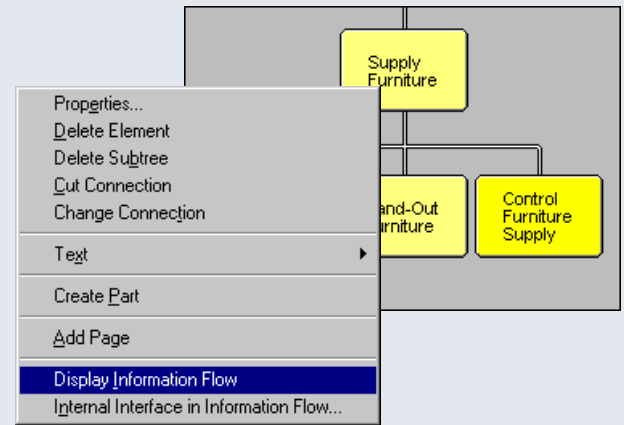 Supply
Furniture
Properties...
Delete Element
Delete Subtree
Cut Connection
Change Connection
Text
Create Part
Add Page
Display Information Flow
Internal Interface in Information Flow...
Control
Furniture
Supply